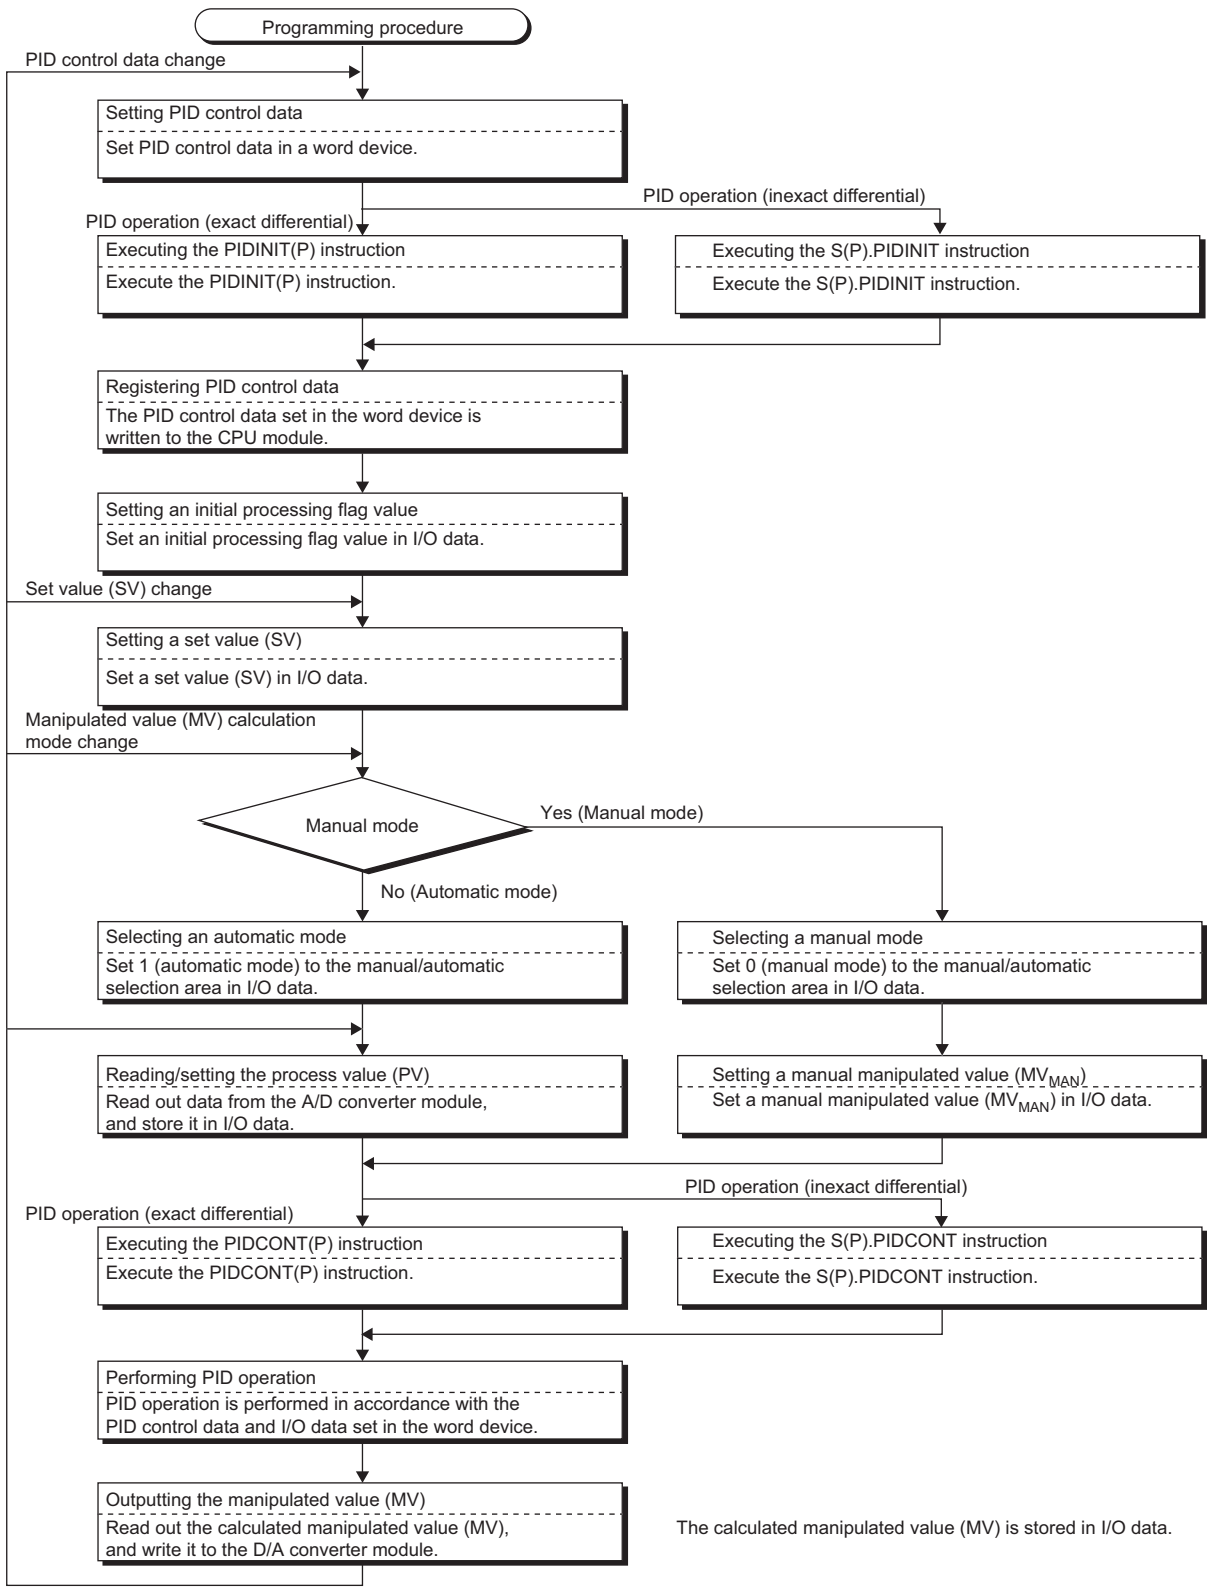 Programming procedure
PID control data change
Setting PID control data
Set PID control data in a word device.
PID operation (inexact differential)
PID operation (exact differential)
Executing the PIDINIT(P) instruction
Execute the PIDINIT(P) instruction.
Executing the S(P).PIDINIT instruction
Execute the S(P).PIDINIT instruction.
Registering PID control data
The PID control data set in the word device is
written to the CPU module.
Setting an initial processing flag value
Set an initial processing flag value in I/O data.
Set value (SV) change
Setting a set value (SV)
Set a set value (SV) in I/O data.
Manipulated value (MV) calculation
mode change
Manual mode
Yes (Manual mode)
No (Automatic mode)
Selecting an automatic mode
Set 1 (automatic mode) to the manual/automatic
selection area in I/O data.
Selecting a manual mode
Set 0 (manual mode) to the manual/automatic
selection area in I/O data.
Reading/setting the process value (PV)
Read out data from the A/D converter module,
and store it in I/O data.
Setting a manual manipulated value (MVMAN)
Set a manual manipulated value (MVMAN) in I/O data.
PID operation (inexact differential)
PID operation (exact differential)
Executing the PIDCONT(P) instruction
Execute the PIDCONT(P) instruction.
Executing the S(P).PIDCONT instruction
Execute the S(P).PIDCONT instruction.
Performing PID operation
PID operation is performed in accordance with the
PID control data and I/O data set in the word device.
Outputting the manipulated value (MV)
Read out the calculated manipulated value (MV),
and write it to the D/A converter module.
The calculated manipulated value (MV) is stored in I/O data.